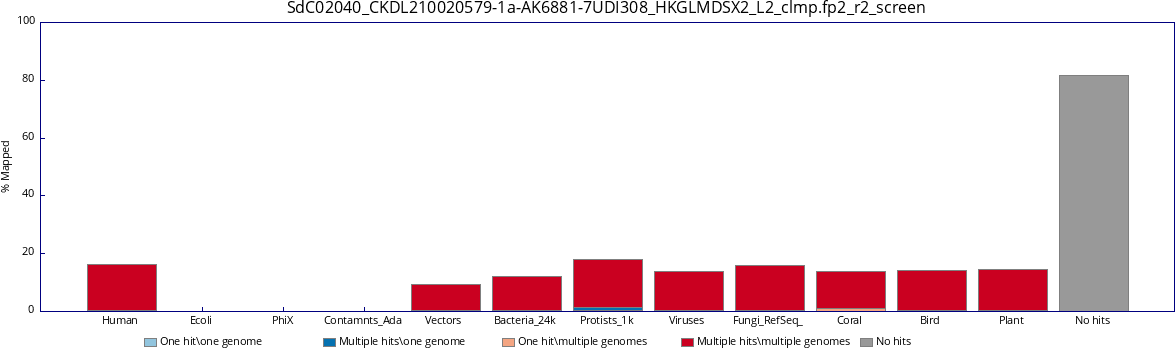 SdC02040_CKDL210020579-1a-AK6881-7UDI308_HKGLMDSX2_L2_clmp.fp2_r2_screen
100
80
60
40
20
0
% Mapped
Human Ecoli PhiX Contamnts_Ada Vectors Bacteria_24k Protists_1k Viruses Fungi_RefSeq_ Coral Bird Plant No hits
One hit\one genome Multiple hits\one genome One hit\multiple genomes Multiple hits\multiple genomes No hits